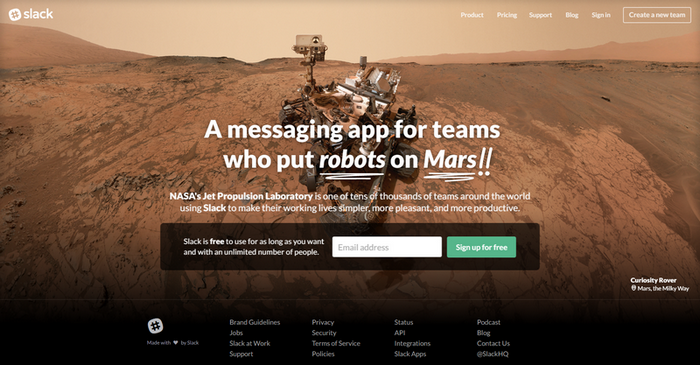 slack
Product Pricing Support Blog Sign in Create a new team
A messaging app for teams
who put robots on Mars!!
NASA's Jet Propulsion Laboratory is one of tens of thousands of teams around the world
using Slack to make their working lives simpler, more pleasant, and more productive.
Slack is free to use for as long as you want
and with an unlimited number of people.
Email address
Sign up for free
Curiosity Rover
Mars, the Milky Way
Brand Guidelines Privacy Status Podcast
Jobs Security API Blog
Made with ♥ by Slack
Slack at Work Terms of Service Integrations Contact Us
Support Policies Slack Apps @SlackHQ